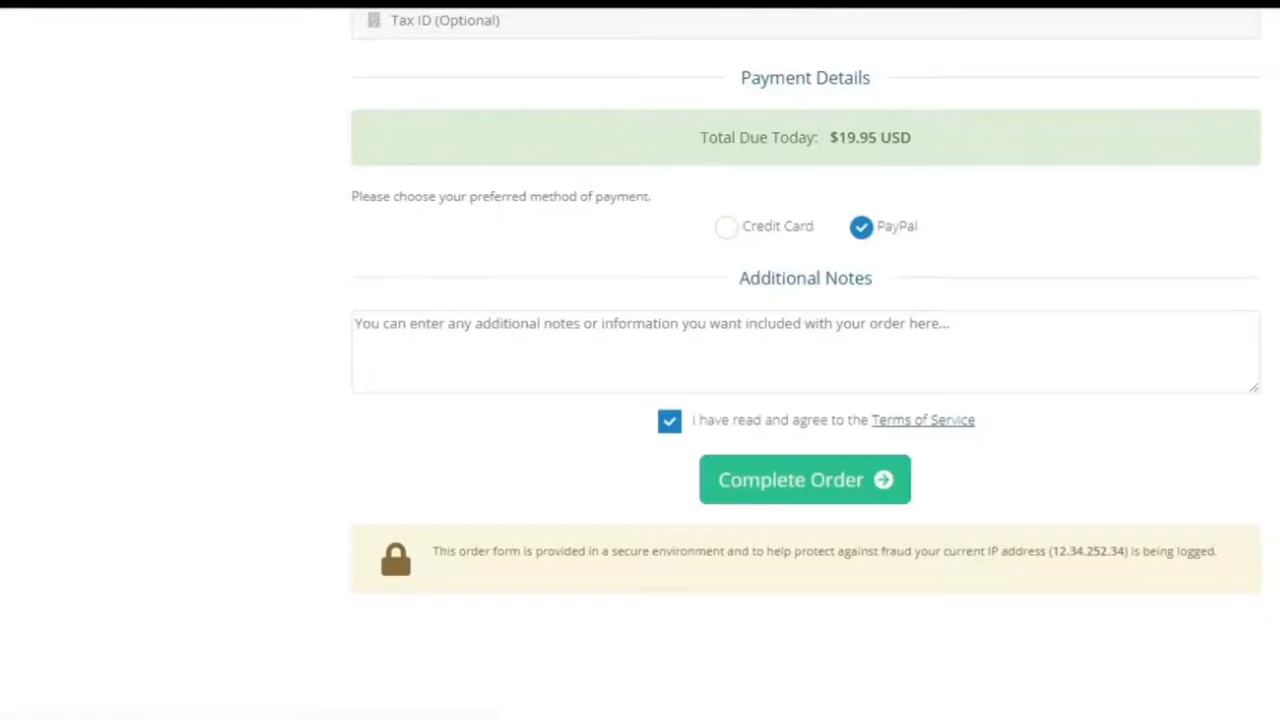 Tax ID (Optional)
Payment Details
Total Due Today: $19.95 USD
Please choose your preferred method of payment.
Credit Card PayPal
Additional Notes
You can enter any additional notes or information you want included with your order here...
I have read and agree to the Terms of Service
Complete Order
This order form is provided in a secure environment and to help protect against fraud your current IP address (12.34.252.34) is being logged.